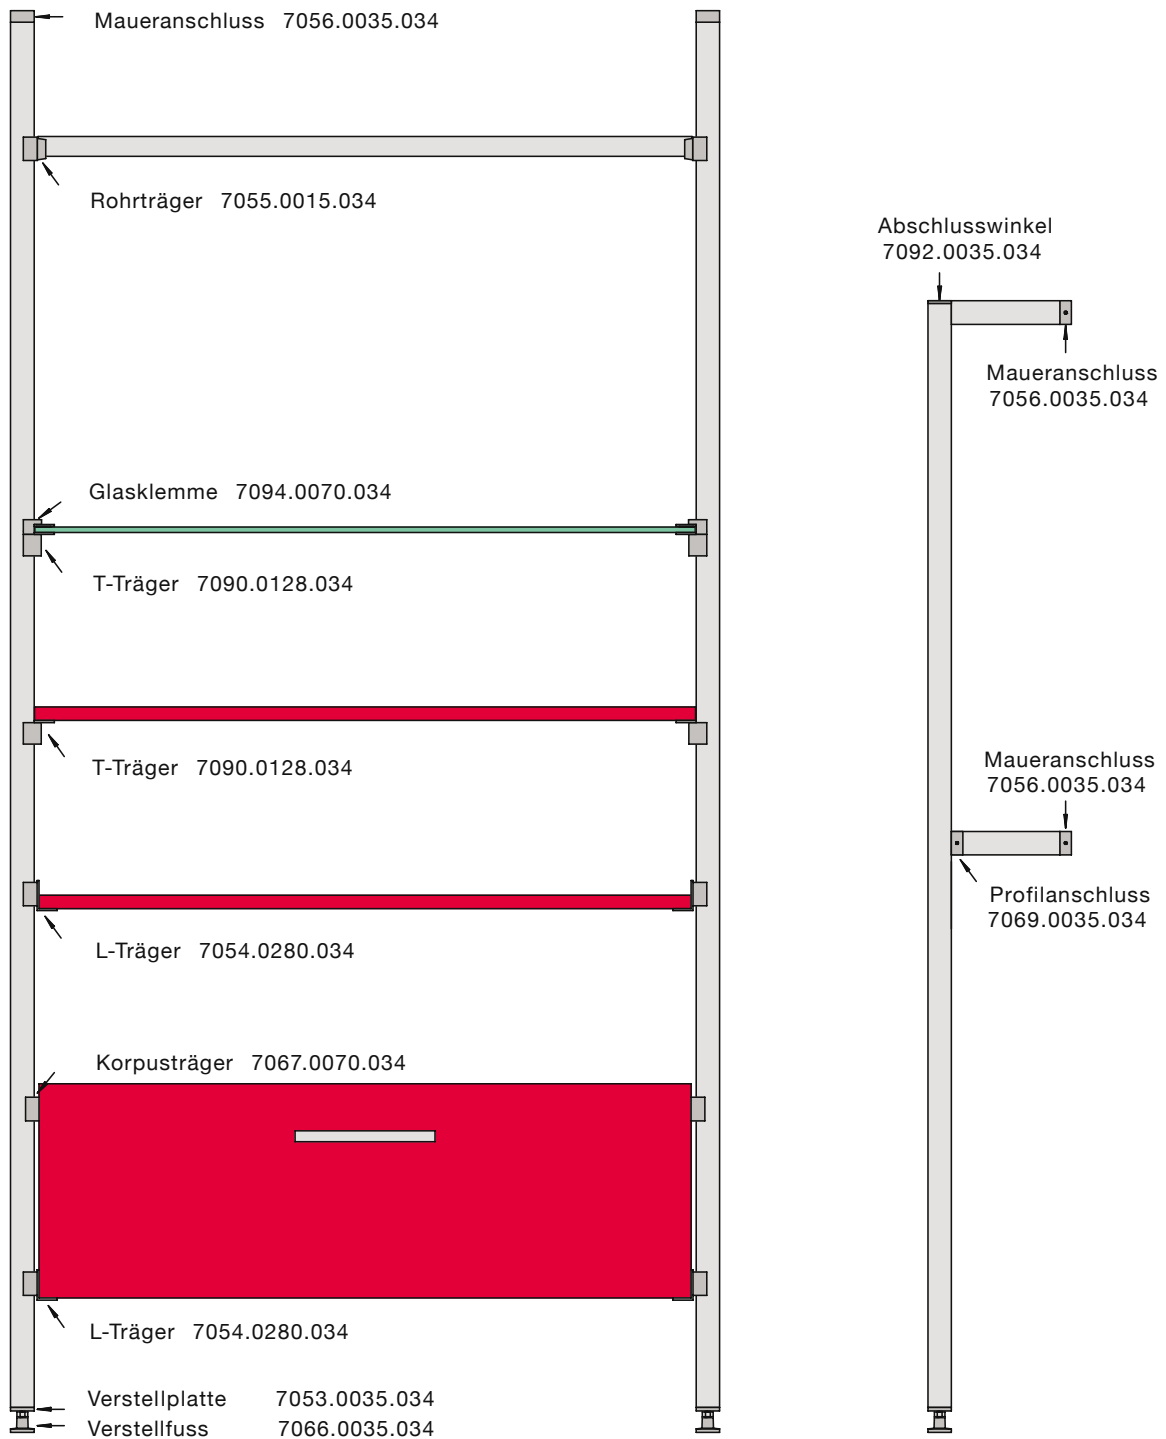 Maueranschluss 7056.0035.034
Rohrträger 7055.0015.034
Glasklemme 7094.0070.034
T-Träger 7090.0128.034
T-Träger 7090.0128.034
L-Träger 7054.0280.034
Korpusträger 7067.0070.034
L-Träger 7054.0280.034
Verstellplatte 7053.0035.034
Verstellfuss 7066.0035.034
Abschlusswinkel
7092.0035.034
Maueranschluss
7056.0035.034
Maueranschluss
7056.0035.034
Profilanschluss
7069.0035.034